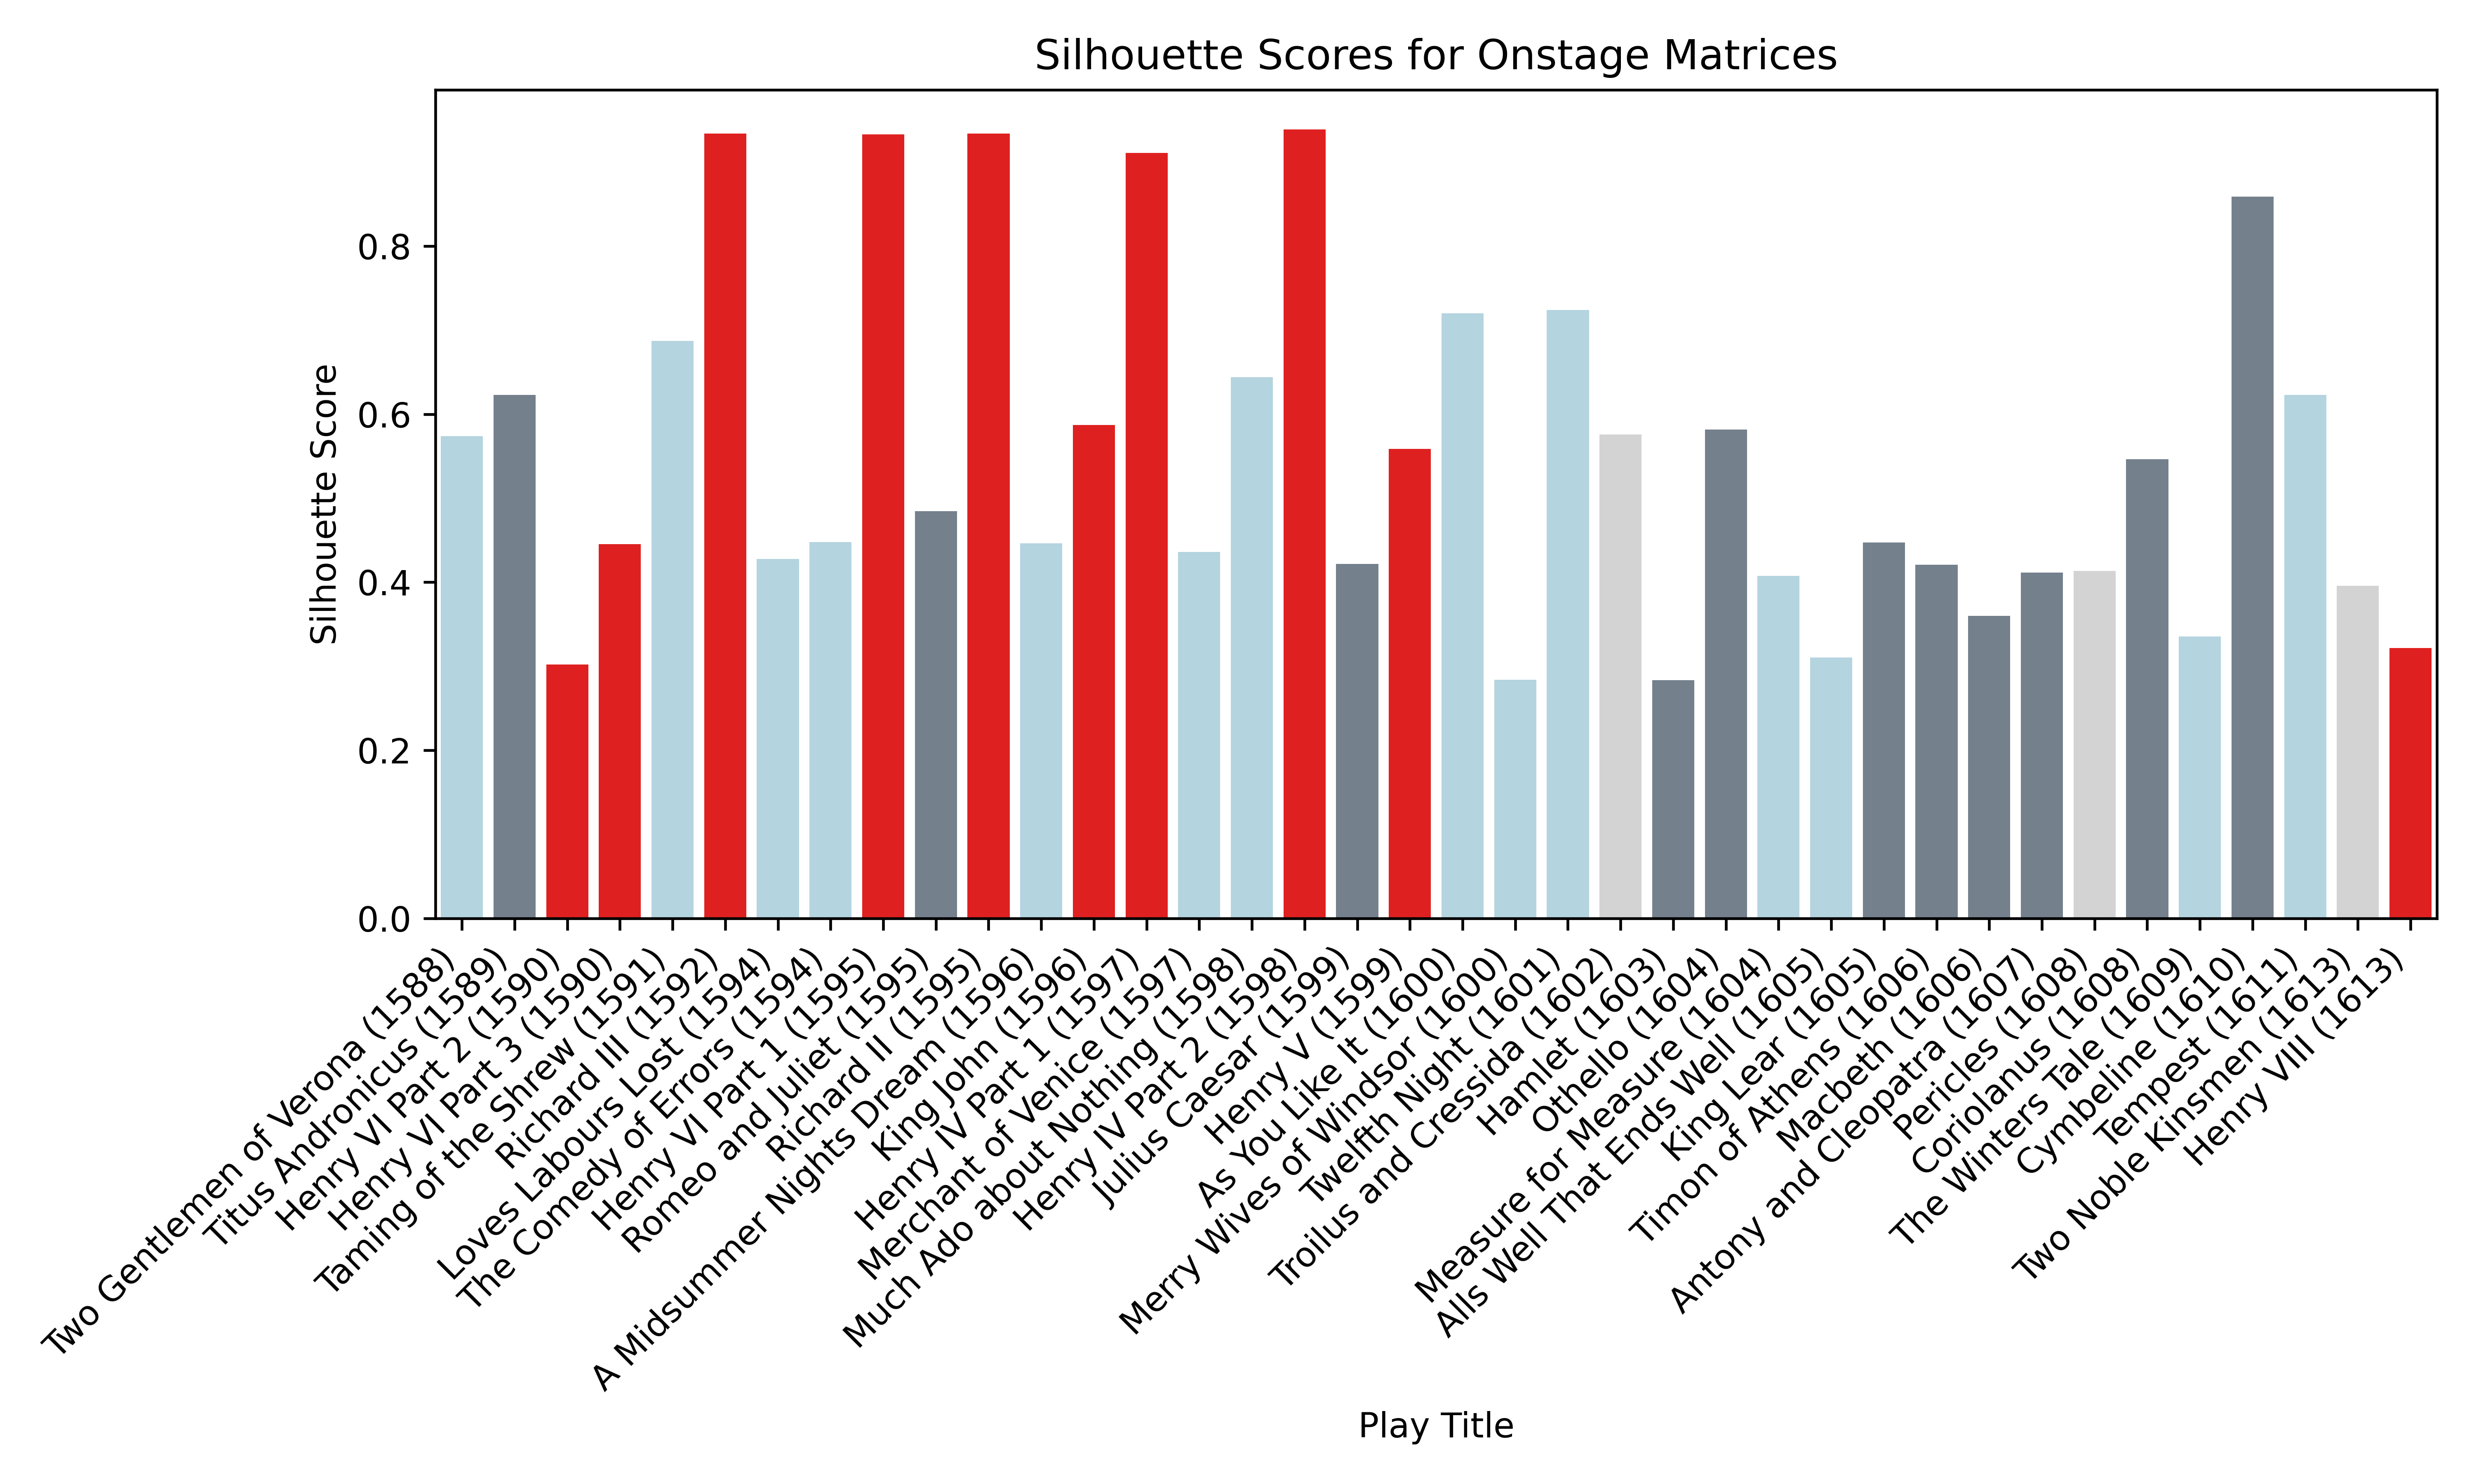 Silhouette Scores for Onstage Matrices
Silhouette Score
0.8
0.6
0.4
0.2
0.0
Two Gentlemen of Verona (1588)
Titus Andronicus (1589)
Henry VI Part 2 (1590)
Henry VI Part 3 (1590)
Taming of the Shrew (1591)
Richard III (1592)
Loves Labours Lost (1594)
The Comedy of Errors (1594)
Henry VI Part 1 (1595)
Romeo and Juliet (1595)
Richard II (1595)
A Midsummer Nights Dream (1596)
King John (1596)
Henry IV Part 1 (1597)
Merchant of Venice (1597)
Much Ado about Nothing (1598)
Henry IV Part 2 (1598)
Julius Caesar (1599)
Henry V (1599)
As You Like It (1600)
Merry Wives of Windsor (1600)
Twelfth Night (1601)
Troilus and Cressida (1602)
Hamlet (1603)
Othello (1604)
Measure for Measure (1604)
Alls Well That Ends Well (1605)
King Lear (1605)
Timon of Athens (1606)
Macbeth (1606)
Antony and Cleopatra (1607)
Pericles (1608)
Coriolanus (1608)
The Winters Tale (1609)
Cymbeline (1610)
Tempest (1611)
Two Noble Kinsmen (1613)
Henry VIII (1613)
Play Title